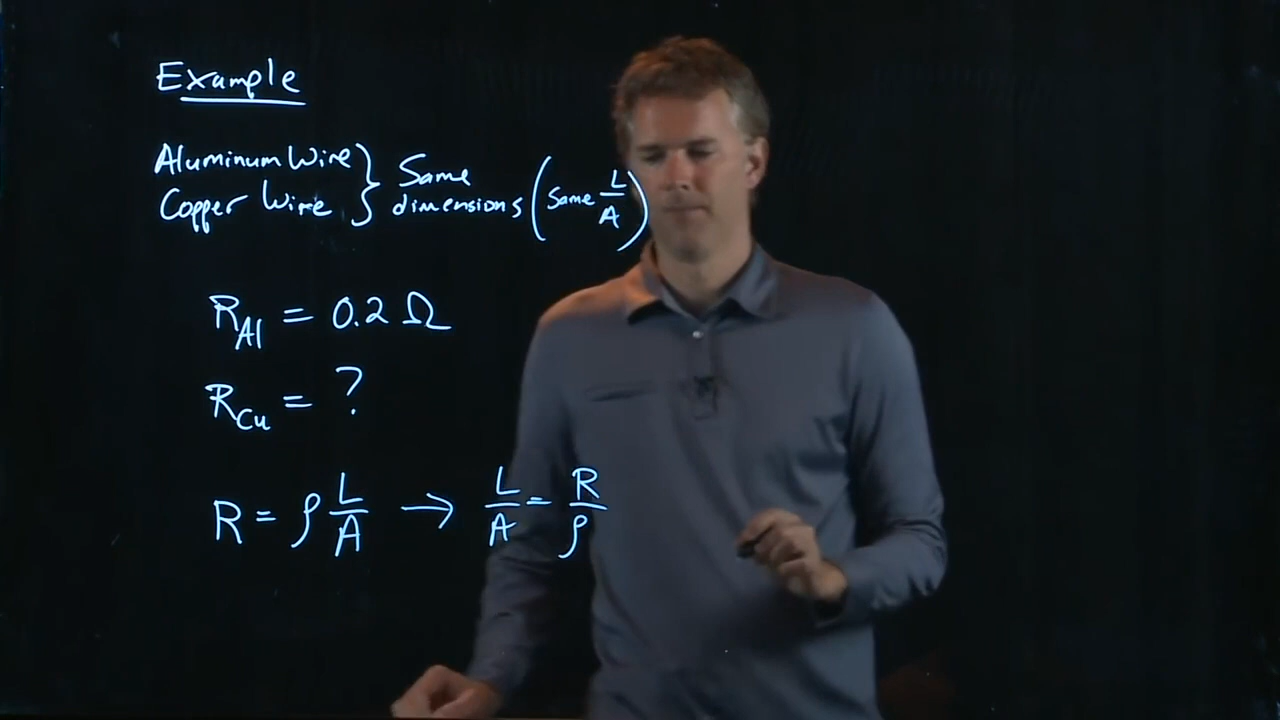 Example
Aluminum Wire } Same
Copper Wire } dimensions (Same L/A)
R_Al = 0.2 Ω
R_Cu = ?
R = ρ L/A → L/A = R/ρ